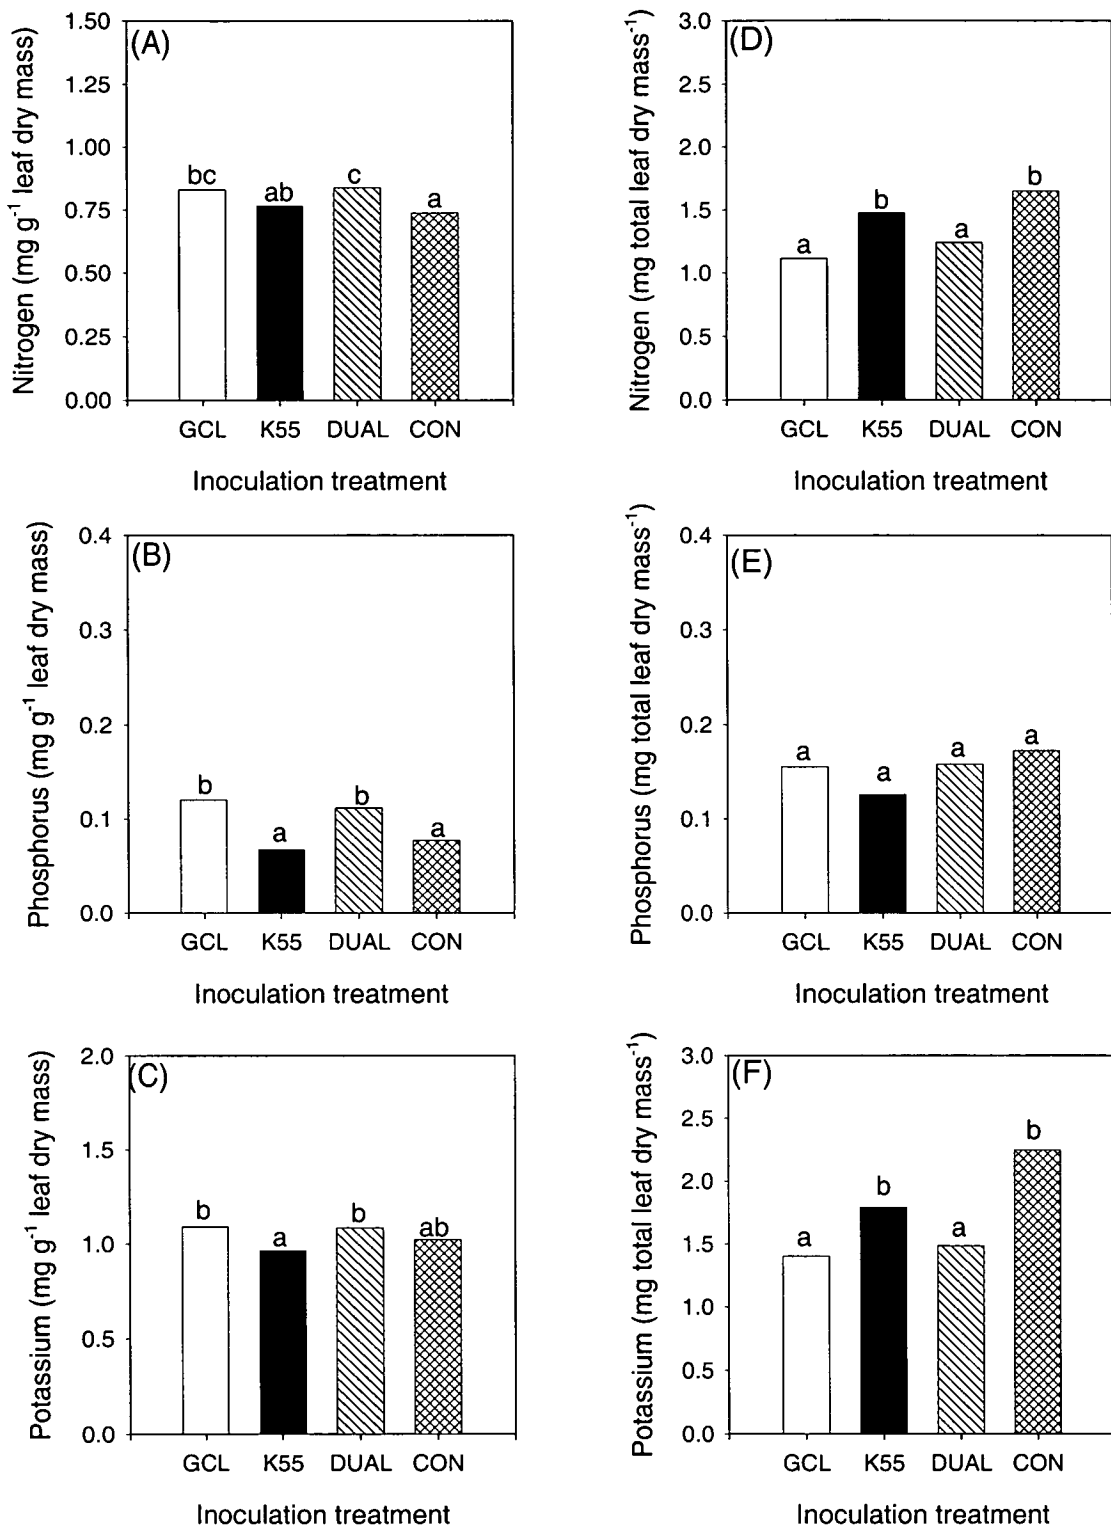 (A)
Nitrogen (mg g⁻¹ leaf dry mass)
1.50
1.25
1.00
0.75
0.50
0.25
0.00
bc
ab
c
a
GCL K55 DUAL CON
Inoculation treatment
(D)
Nitrogen (mg total leaf dry mass⁻¹)
3.0
2.5
2.0
1.5
1.0
0.5
0.0
a
b
a
b
GCL K55 DUAL CON
Inoculation treatment
(B)
Phosphorus (mg g⁻¹ leaf dry mass)
0.4
0.3
0.2
0.1
0.0
b
a
b
a
GCL K55 DUAL CON
Inoculation treatment
(E)
Phosphorus (mg total leaf dry mass⁻¹)
0.4
0.3
0.2
0.1
0.0
a
a
a
a
GCL K55 DUAL CON
Inoculation treatment
(C)
Potassium (mg g⁻¹ leaf dry mass)
2.0
1.5
1.0
0.5
0.0
b
a
b
ab
GCL K55 DUAL CON
Inoculation treatment
(F)
Potassium (mg total leaf dry mass⁻¹)
3.0
2.5
2.0
1.5
1.0
0.5
0.0
a
b
a
b
GCL K55 DUAL CON
Inoculation treatment